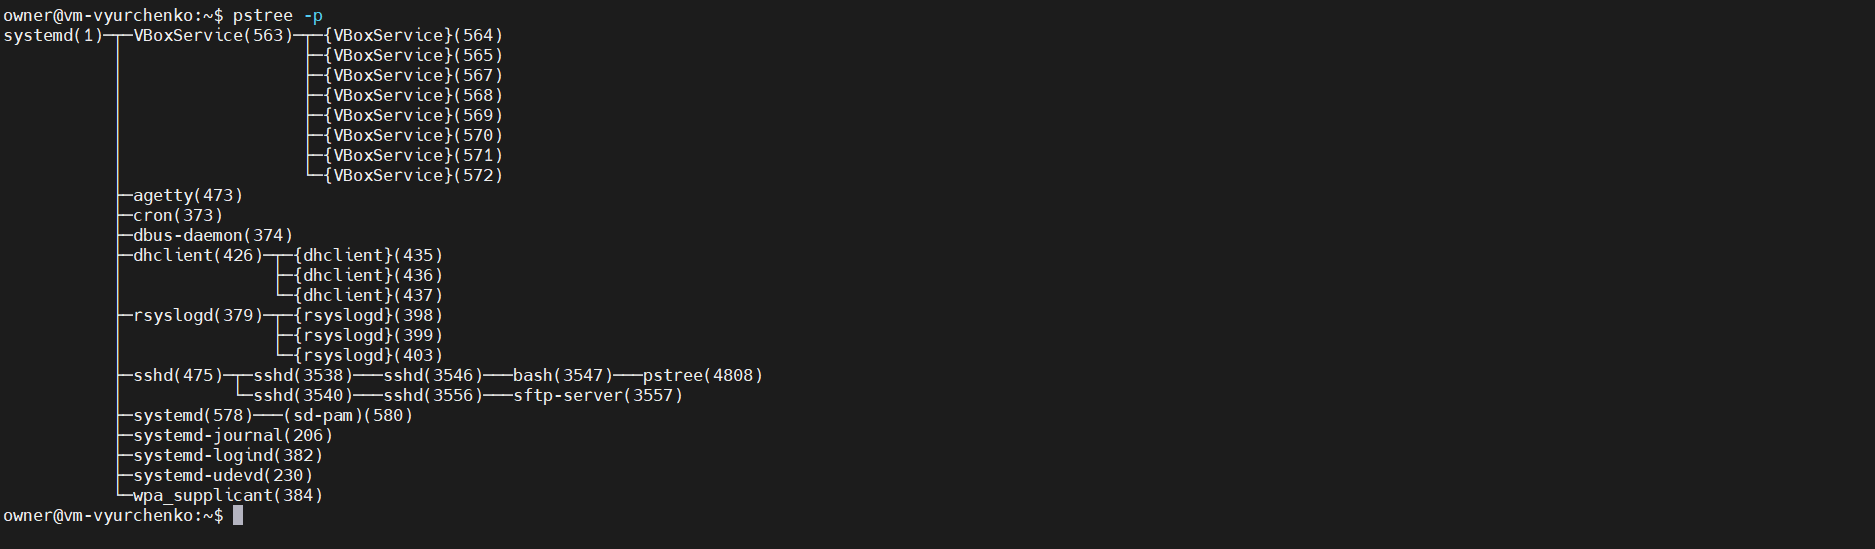 owner@vm-vyurchenko:~$ pstree -p
systemd(1)─┬─VBoxService(563)─┬─{VBoxService}(564)
           │                  ├─{VBoxService}(565)
           │                  ├─{VBoxService}(567)
           │                  ├─{VBoxService}(568)
           │                  ├─{VBoxService}(569)
           │                  ├─{VBoxService}(570)
           │                  ├─{VBoxService}(571)
           │                  └─{VBoxService}(572)
           ├─agetty(473)
           ├─cron(373)
           ├─dbus-daemon(374)
           ├─dhclient(426)─┬─{dhclient}(435)
           │               ├─{dhclient}(436)
           │               └─{dhclient}(437)
           ├─rsyslogd(379)─┬─{rsyslogd}(398)
           │               ├─{rsyslogd}(399)
           │               └─{rsyslogd}(403)
           ├─sshd(475)─┬─sshd(3538)───sshd(3546)───bash(3547)───pstree(4808)
           │           └─sshd(3540)───sshd(3556)───sftp-server(3557)
           ├─systemd(578)───(sd-pam)(580)
           ├─systemd-journal(206)
           ├─systemd-logind(382)
           ├─systemd-udevd(230)
           └─wpa_supplicant(384)
owner@vm-vyurchenko:~$